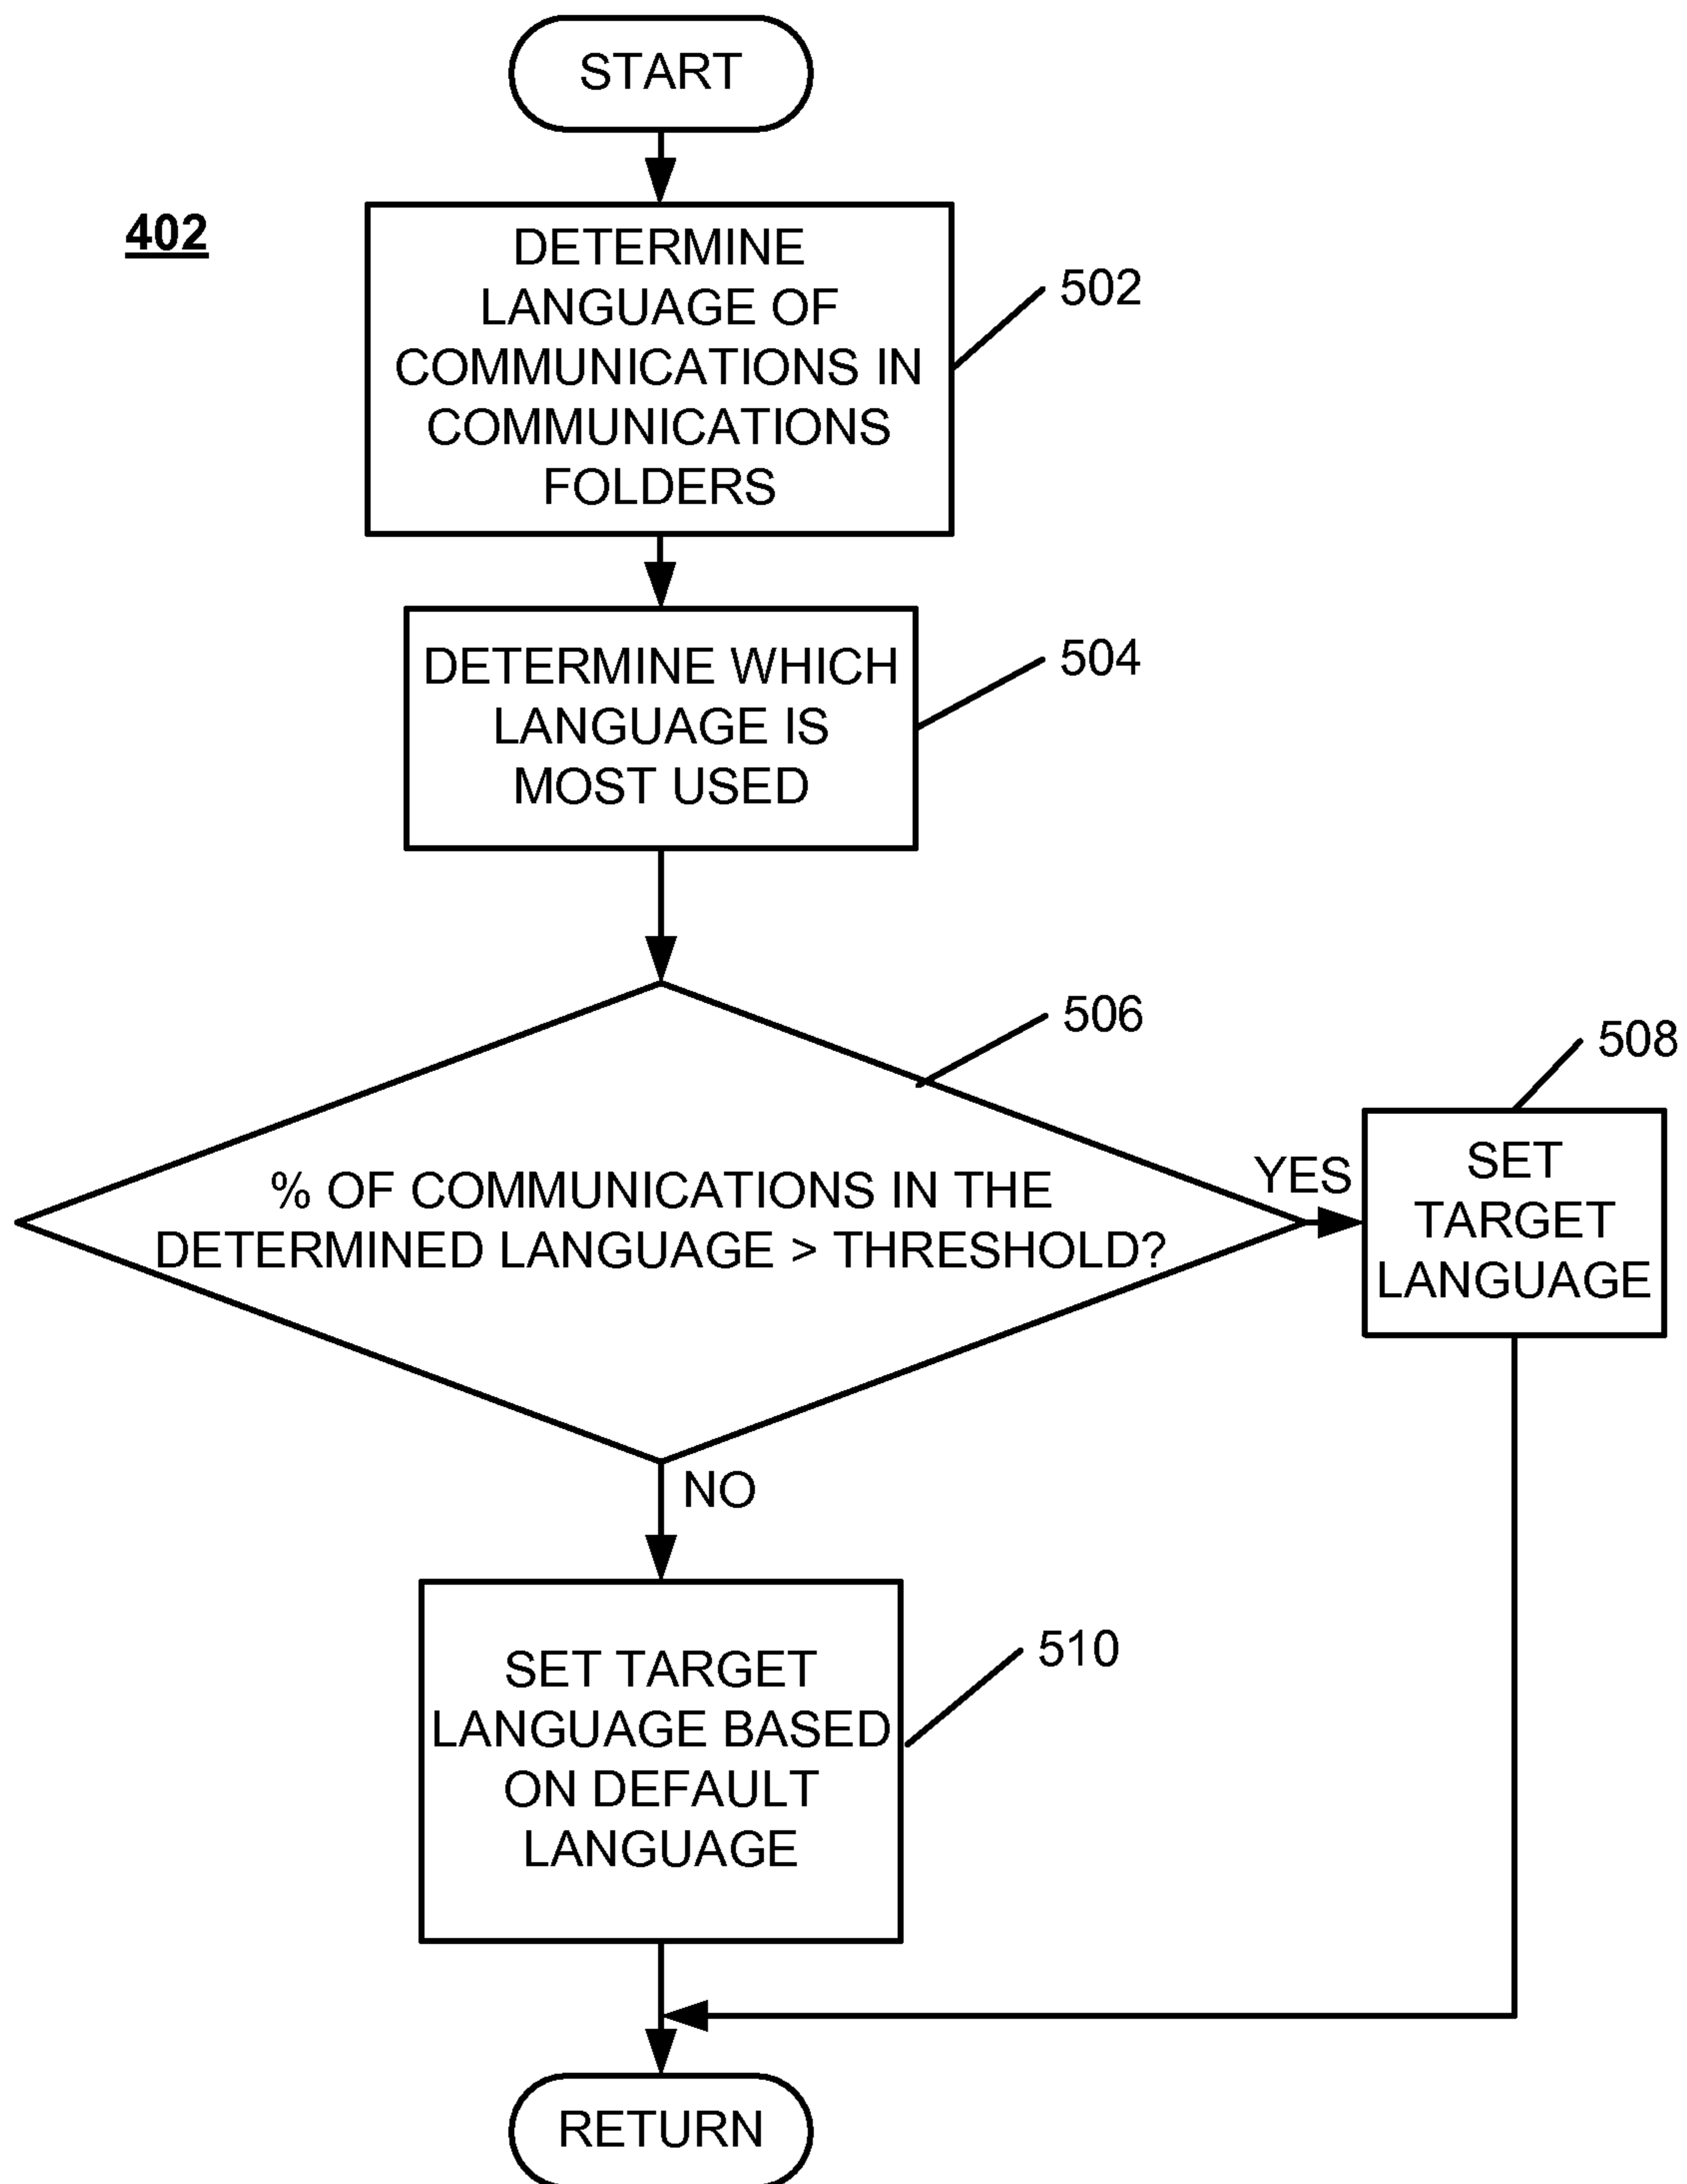 START
402
DETERMINE
LANGUAGE OF
COMMUNICATIONS IN
COMMUNICATIONS
FOLDERS
502
DETERMINE WHICH
LANGUAGE IS
MOST USED
504
% OF COMMUNICATIONS IN THE
DETERMINED LANGUAGE > THRESHOLD?
506
YES
508
SET
TARGET
LANGUAGE
NO
SET TARGET
LANGUAGE BASED
ON DEFAULT
LANGUAGE
510
RETURN